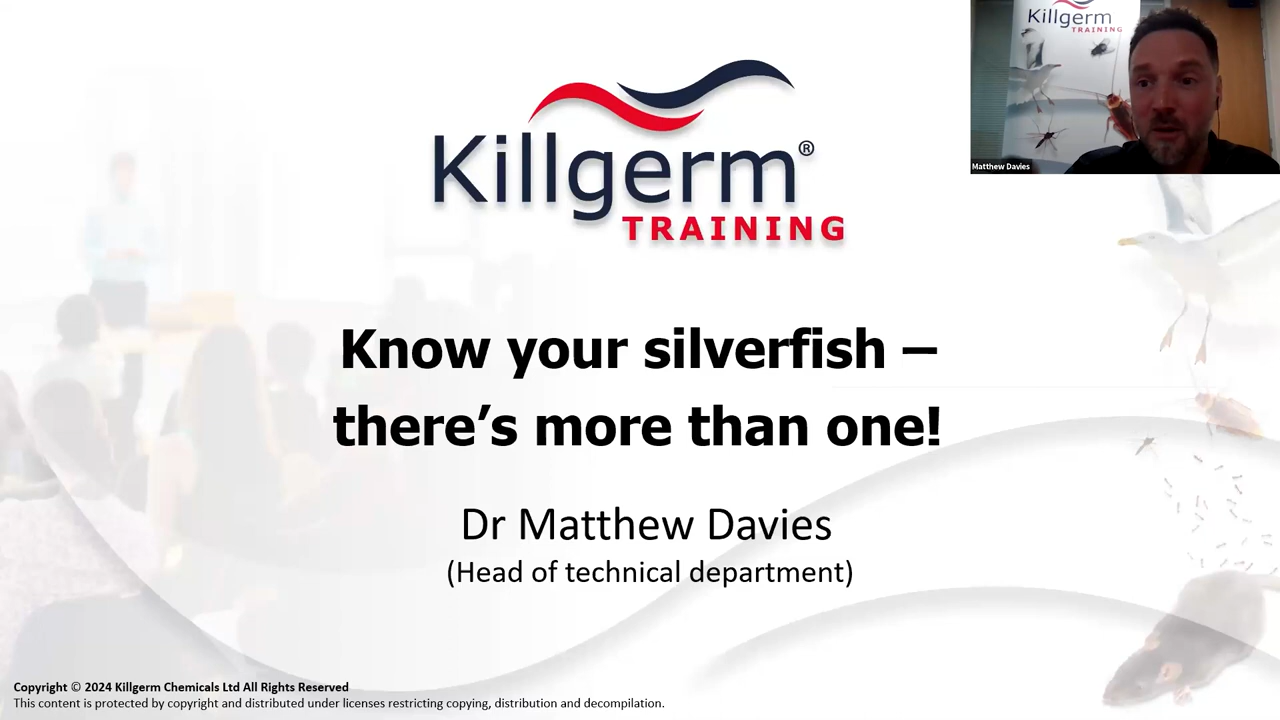 Killgerm®
TRAINING
Killgerm
TRAINING
Matthew Davies
Know your silverfish –
there's more than one!
Dr Matthew Davies
(Head of technical department)
Copyright © 2024 Killgerm Chemicals Ltd All Rights Reserved
This content is protected by copyright and distributed under licenses restricting copying, distribution and decompilation.